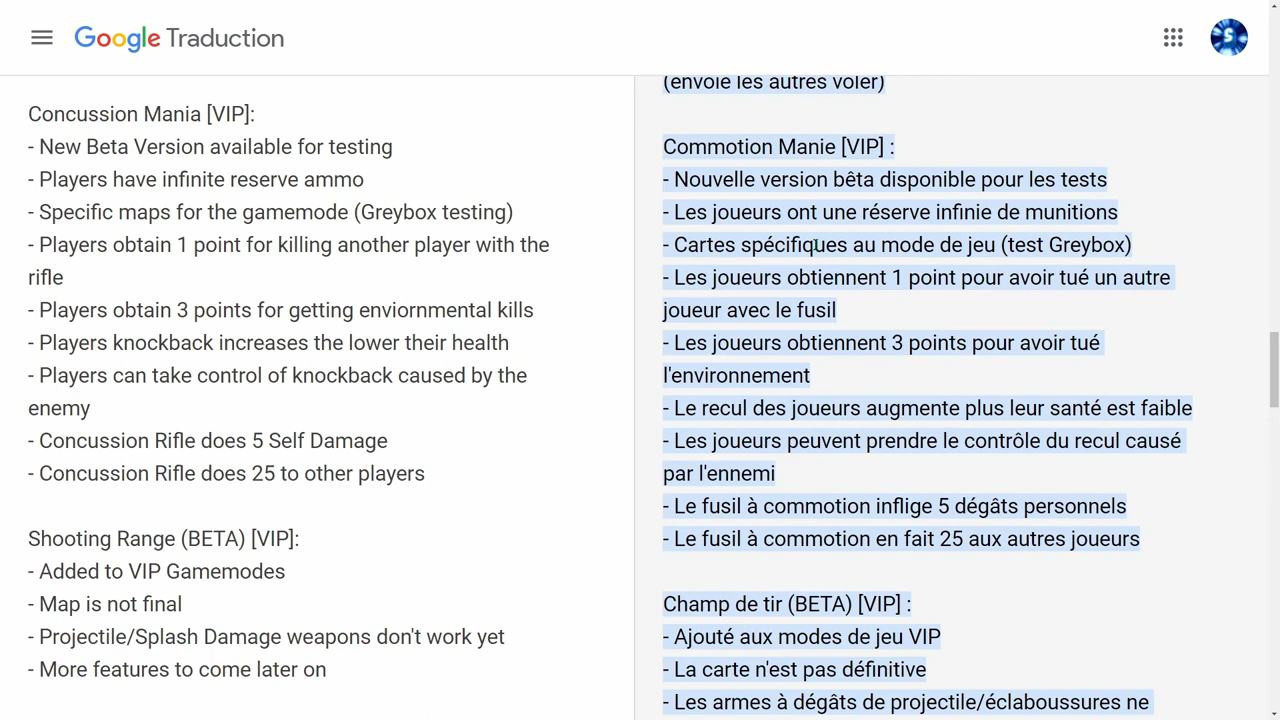 Google Traduction
S
Concussion Mania [VIP]:
- New Beta Version available for testing
- Players have infinite reserve ammo
- Specific maps for the gamemode (Greybox testing)
- Players obtain 1 point for killing another player with the
rifle
- Players obtain 3 points for getting enviornmental kills
- Players knockback increases the lower their health
- Players can take control of knockback caused by the
enemy
- Concussion Rifle does 5 Self Damage
- Concussion Rifle does 25 to other players
Shooting Range (BETA) [VIP]:
- Added to VIP Gamemodes
- Map is not final
- Projectile/Splash Damage weapons don't work yet
- More features to come later on
(envoie les autres voler)
Commotion Manie [VIP] :
- Nouvelle version bêta disponible pour les tests
- Les joueurs ont une réserve infinie de munitions
- Cartes spécifiques au mode de jeu (test Greybox)
- Les joueurs obtiennent 1 point pour avoir tué un autre
joueur avec le fusil
- Les joueurs obtiennent 3 points pour avoir tué
l'environnement
- Le recul des joueurs augmente plus leur santé est faible
- Les joueurs peuvent prendre le contrôle du recul causé
par l'ennemi
- Le fusil à commotion inflige 5 dégâts personnels
- Le fusil à commotion en fait 25 aux autres joueurs
Champ de tir (BETA) [VIP] :
- Ajouté aux modes de jeu VIP
- La carte n'est pas définitive
- Les armes à dégâts de projectile/éclaboussures ne